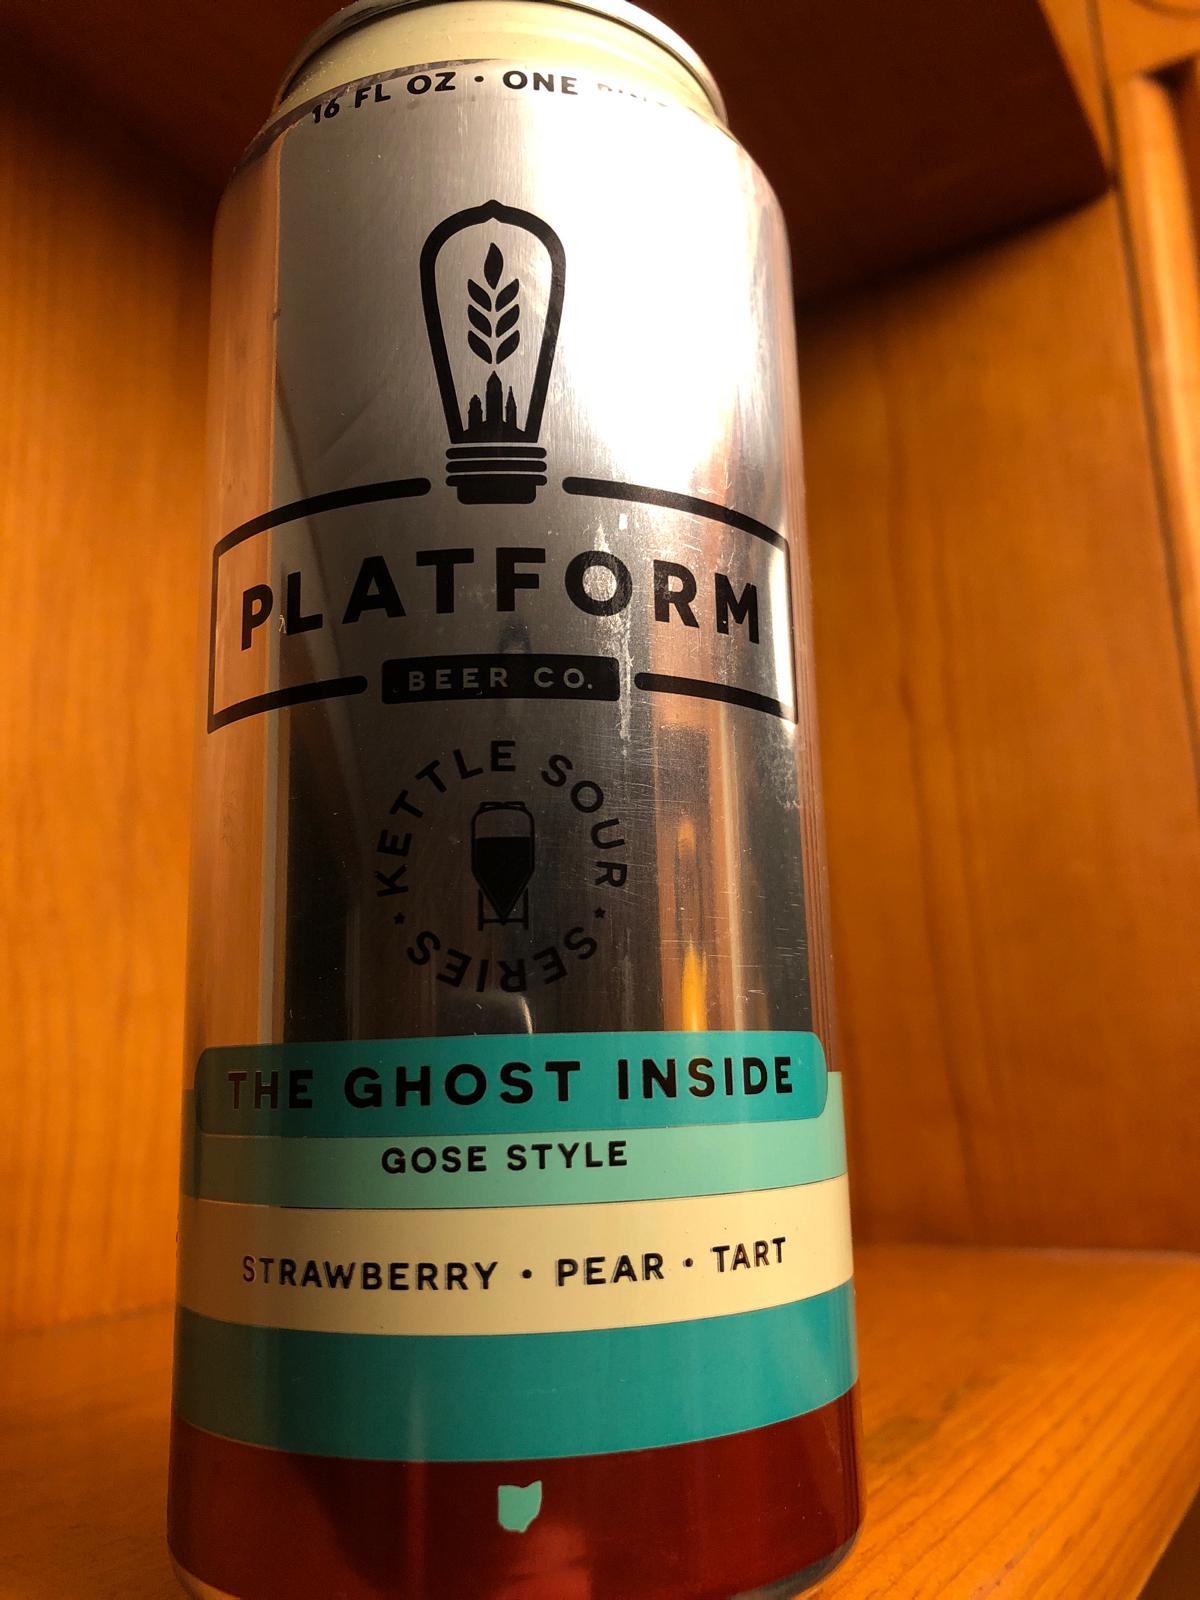 16 FL OZ · ONE
PLATFORM
BEER CO.
KETTLE SOUR
· SERIES ·
THE GHOST INSIDE
GOSE STYLE
STRAWBERRY · PEAR · TART